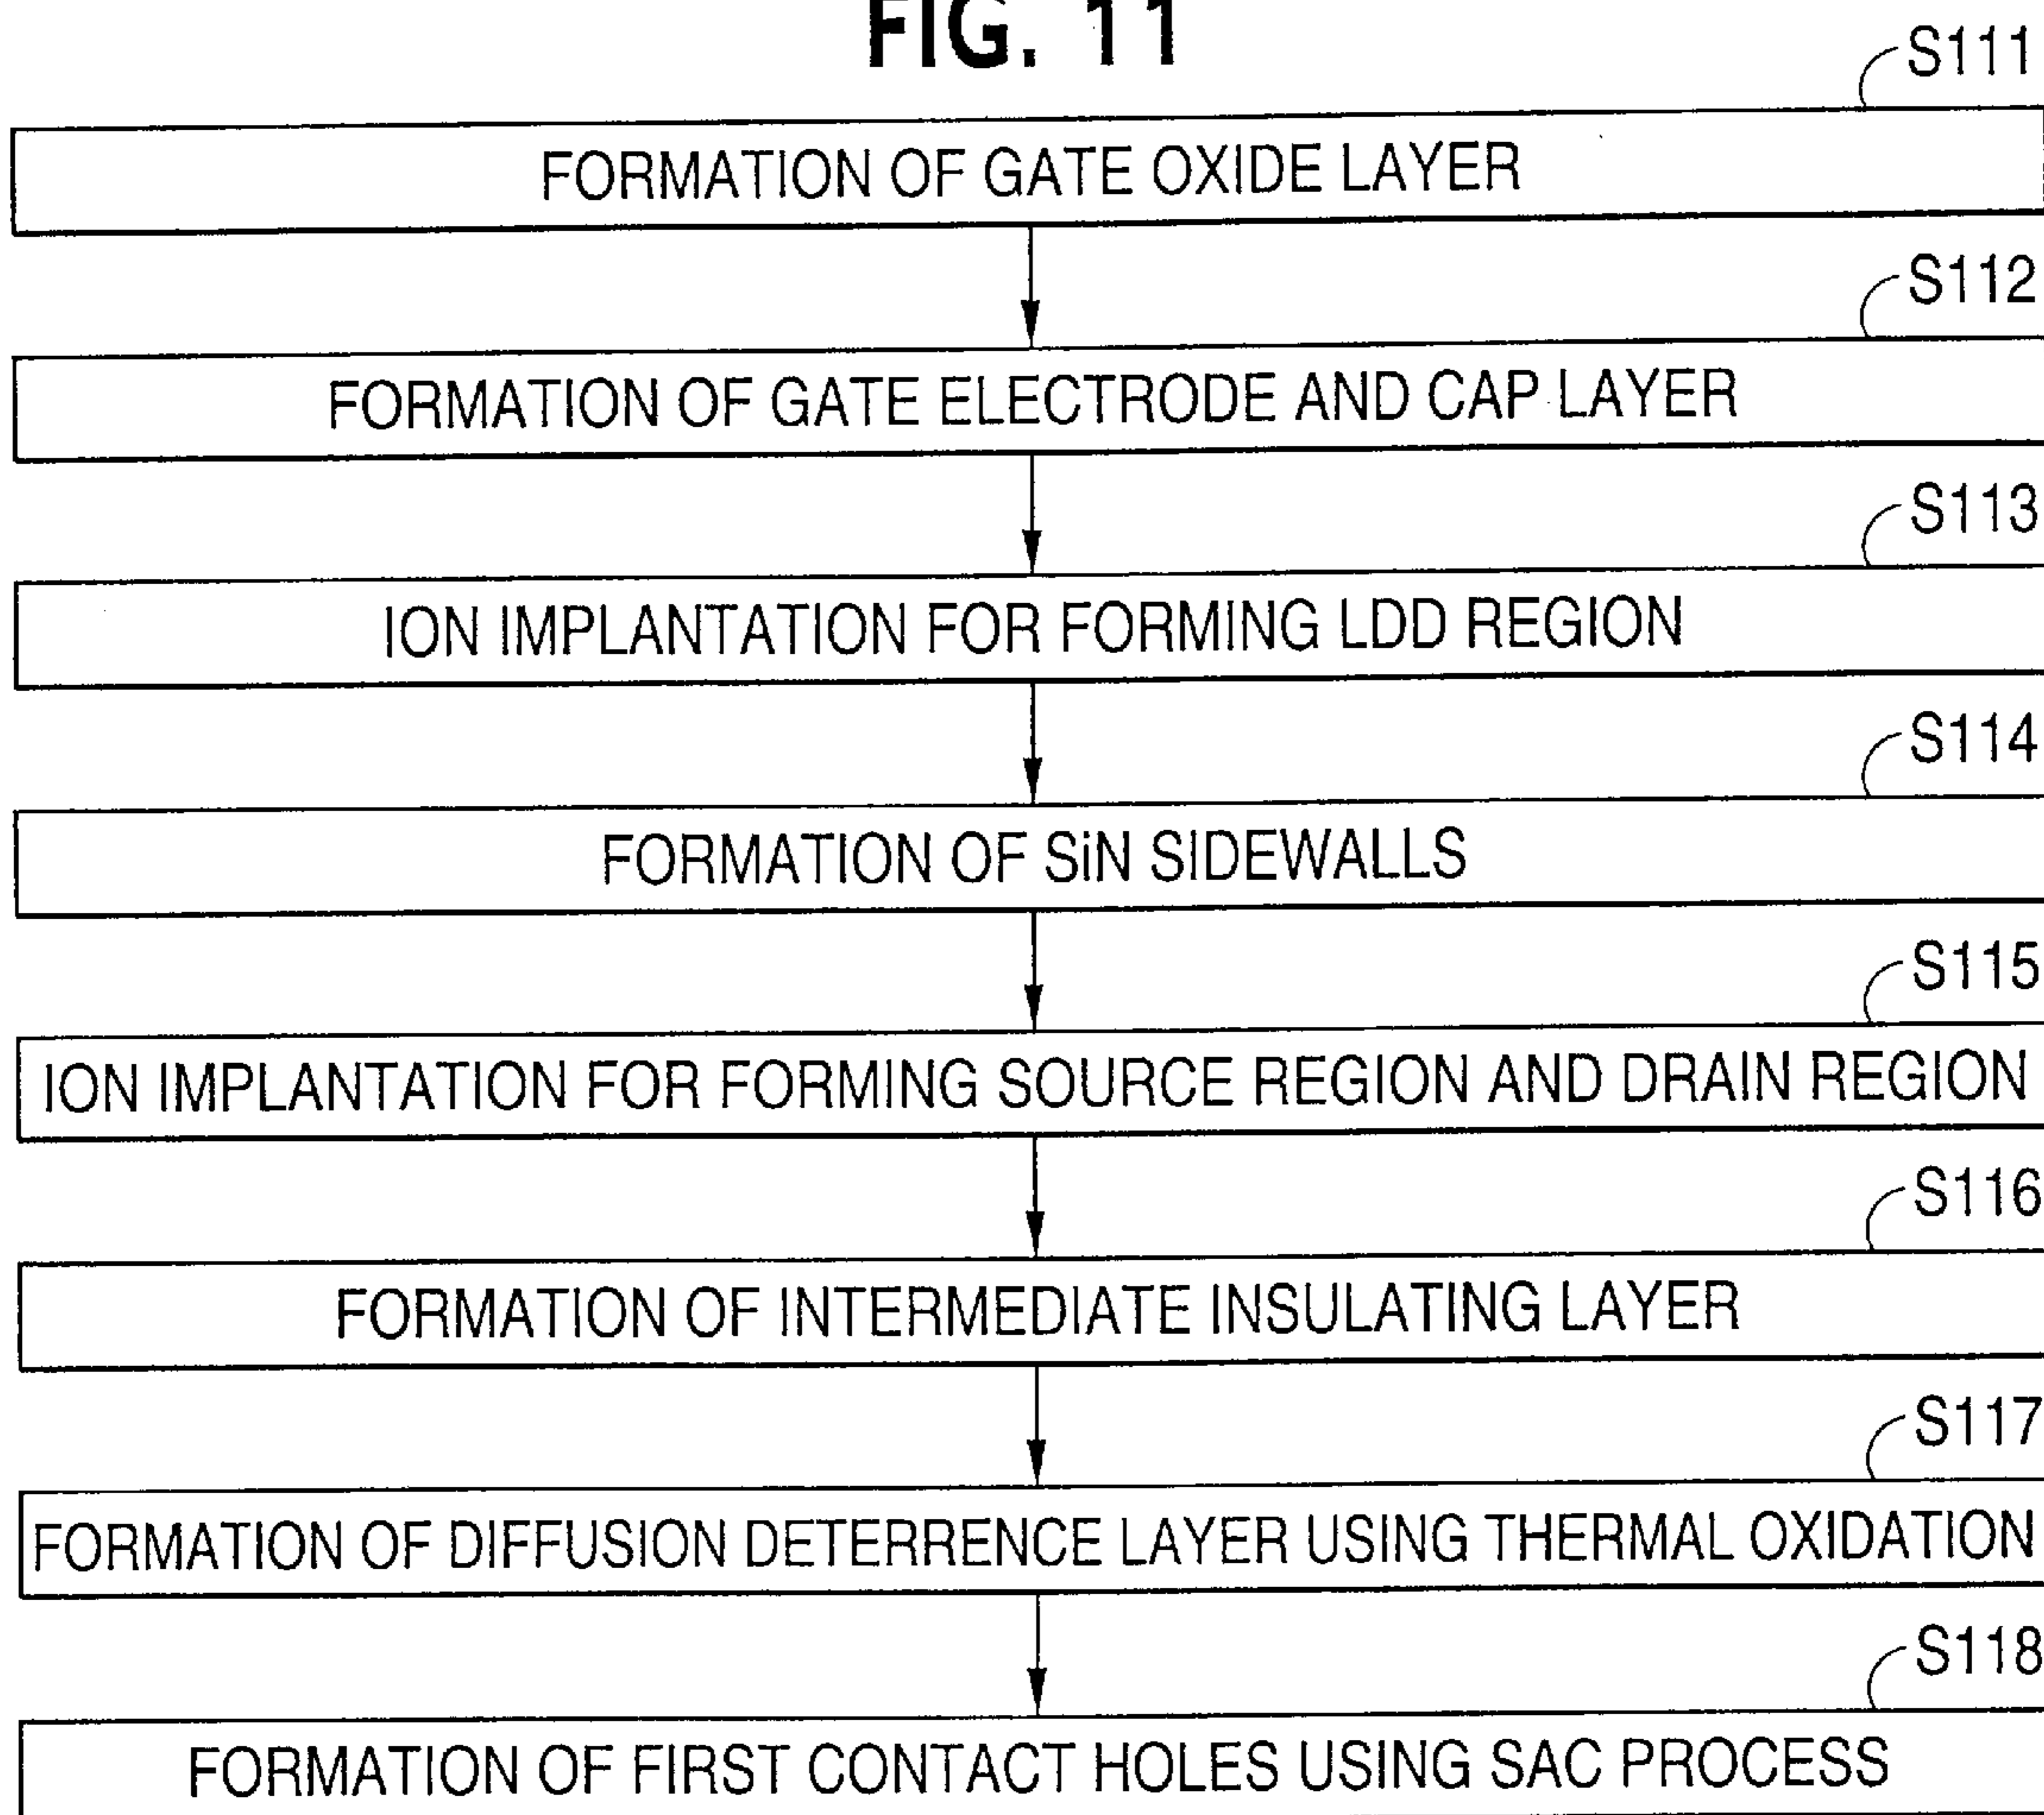 FIG. 11
S111
FORMATION OF GATE OXIDE LAYER
S112
FORMATION OF GATE ELECTRODE AND CAP LAYER
S113
ION IMPLANTATION FOR FORMING LDD REGION
S114
FORMATION OF SiN SIDEWALLS
S115
ION IMPLANTATION FOR FORMING SOURCE REGION AND DRAIN REGION
S116
FORMATION OF INTERMEDIATE INSULATING LAYER
S117
FORMATION OF DIFFUSION DETERRENCE LAYER USING THERMAL OXIDATION
S118
FORMATION OF FIRST CONTACT HOLES USING SAC PROCESS